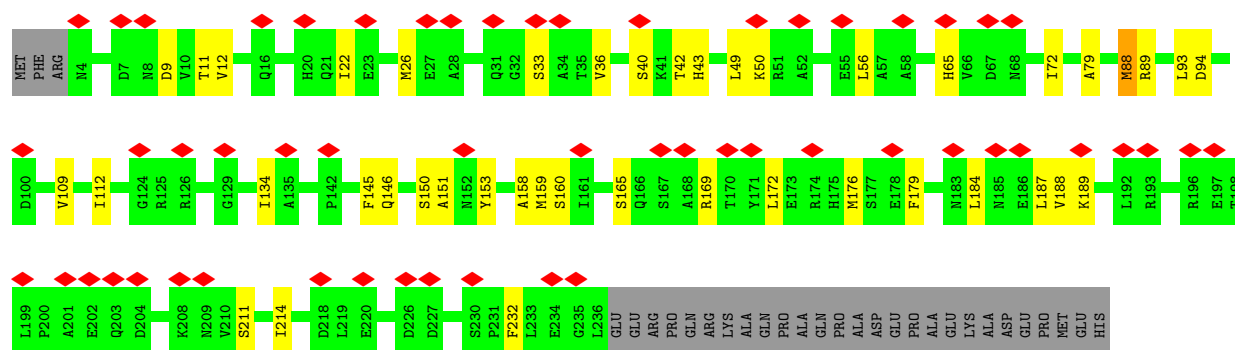 MET PHE ARG N4 D7 N8 D9 V10 T11 V12 Q16 H20 Q21 I22 E23 M26 E27 A28 Q31 G32 S33 A34 T35 V36 S40 K41 T42 H43 L49 K50 R51 A52 E55 L56 A57 A58 H65 V66 D67 N68 I72 A79 M88 R89 L93 D94
D100 V109 I112 G124 R125 R126 G129 I134 A135 P142 F145 Q146 S150 A151 N152 Y153 A158 M159 S160 I161 S165 Q166 S167 A168 R169 T170 Y171 L172 E173 R174 H175 M176 S177 E178 F179 N183 L184 N185 E186 L187 V188 K189 L192 R193 R196 E197 T198
L199 P200 A201 E202 Q203 D204 K208 N209 V210 S211 I214 D218 L219 E220 D226 D227 S230 P231 F232 L233 E234 G235 L236 GLU GLU ARG PRO GLN ARG LYS ALA GLN PRO ALA GLN PRO ALA ASP GLU PRO ALA GLU LYS ALA ASP GLU PRO MET GLU HIS